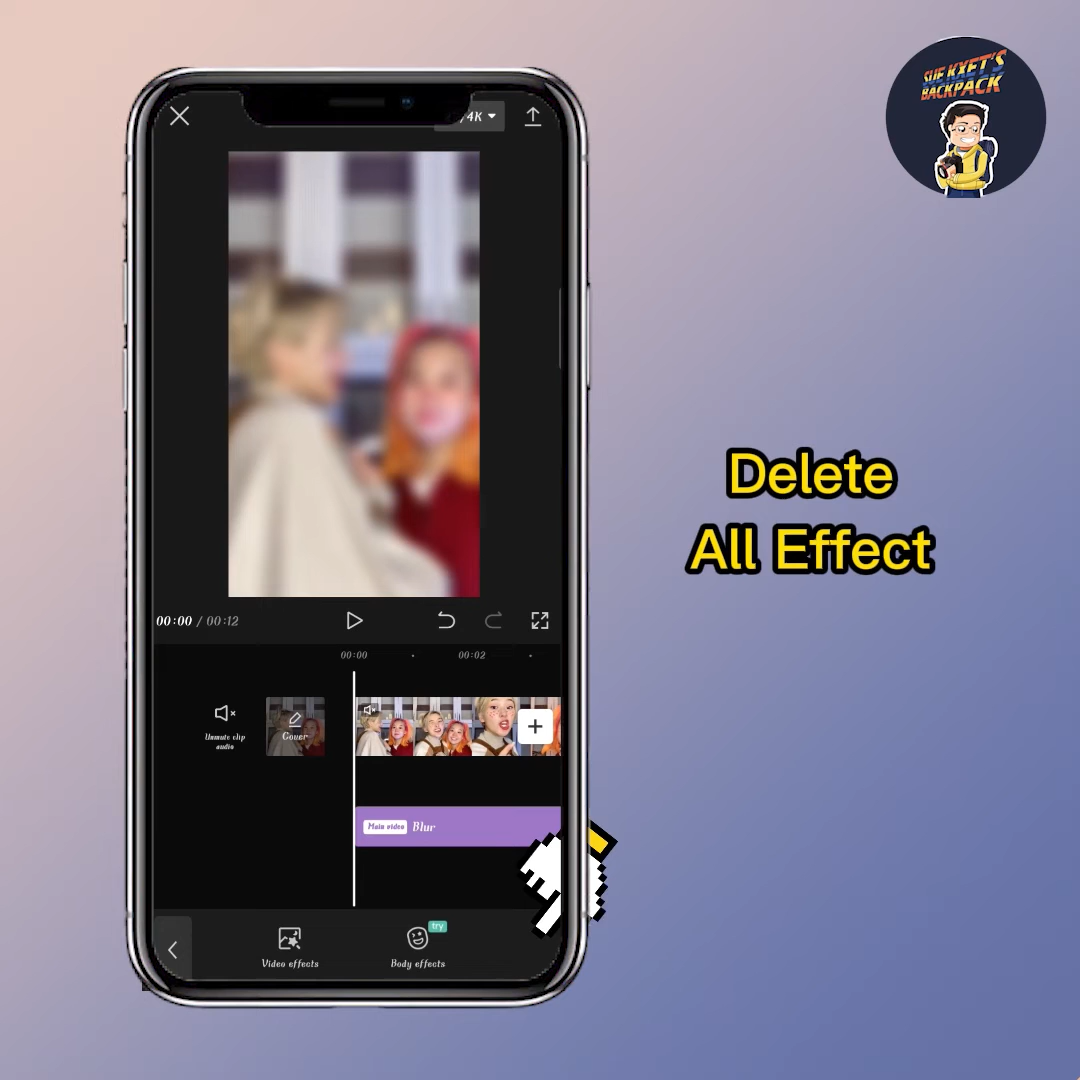 SUE KXET'S
BACKPACK
/4K
Delete
All Effect
00:00 / 00:12
00:00
00:02
Unmute clip
audio
Cover
Main video Blur
try
Video effects
Body effects